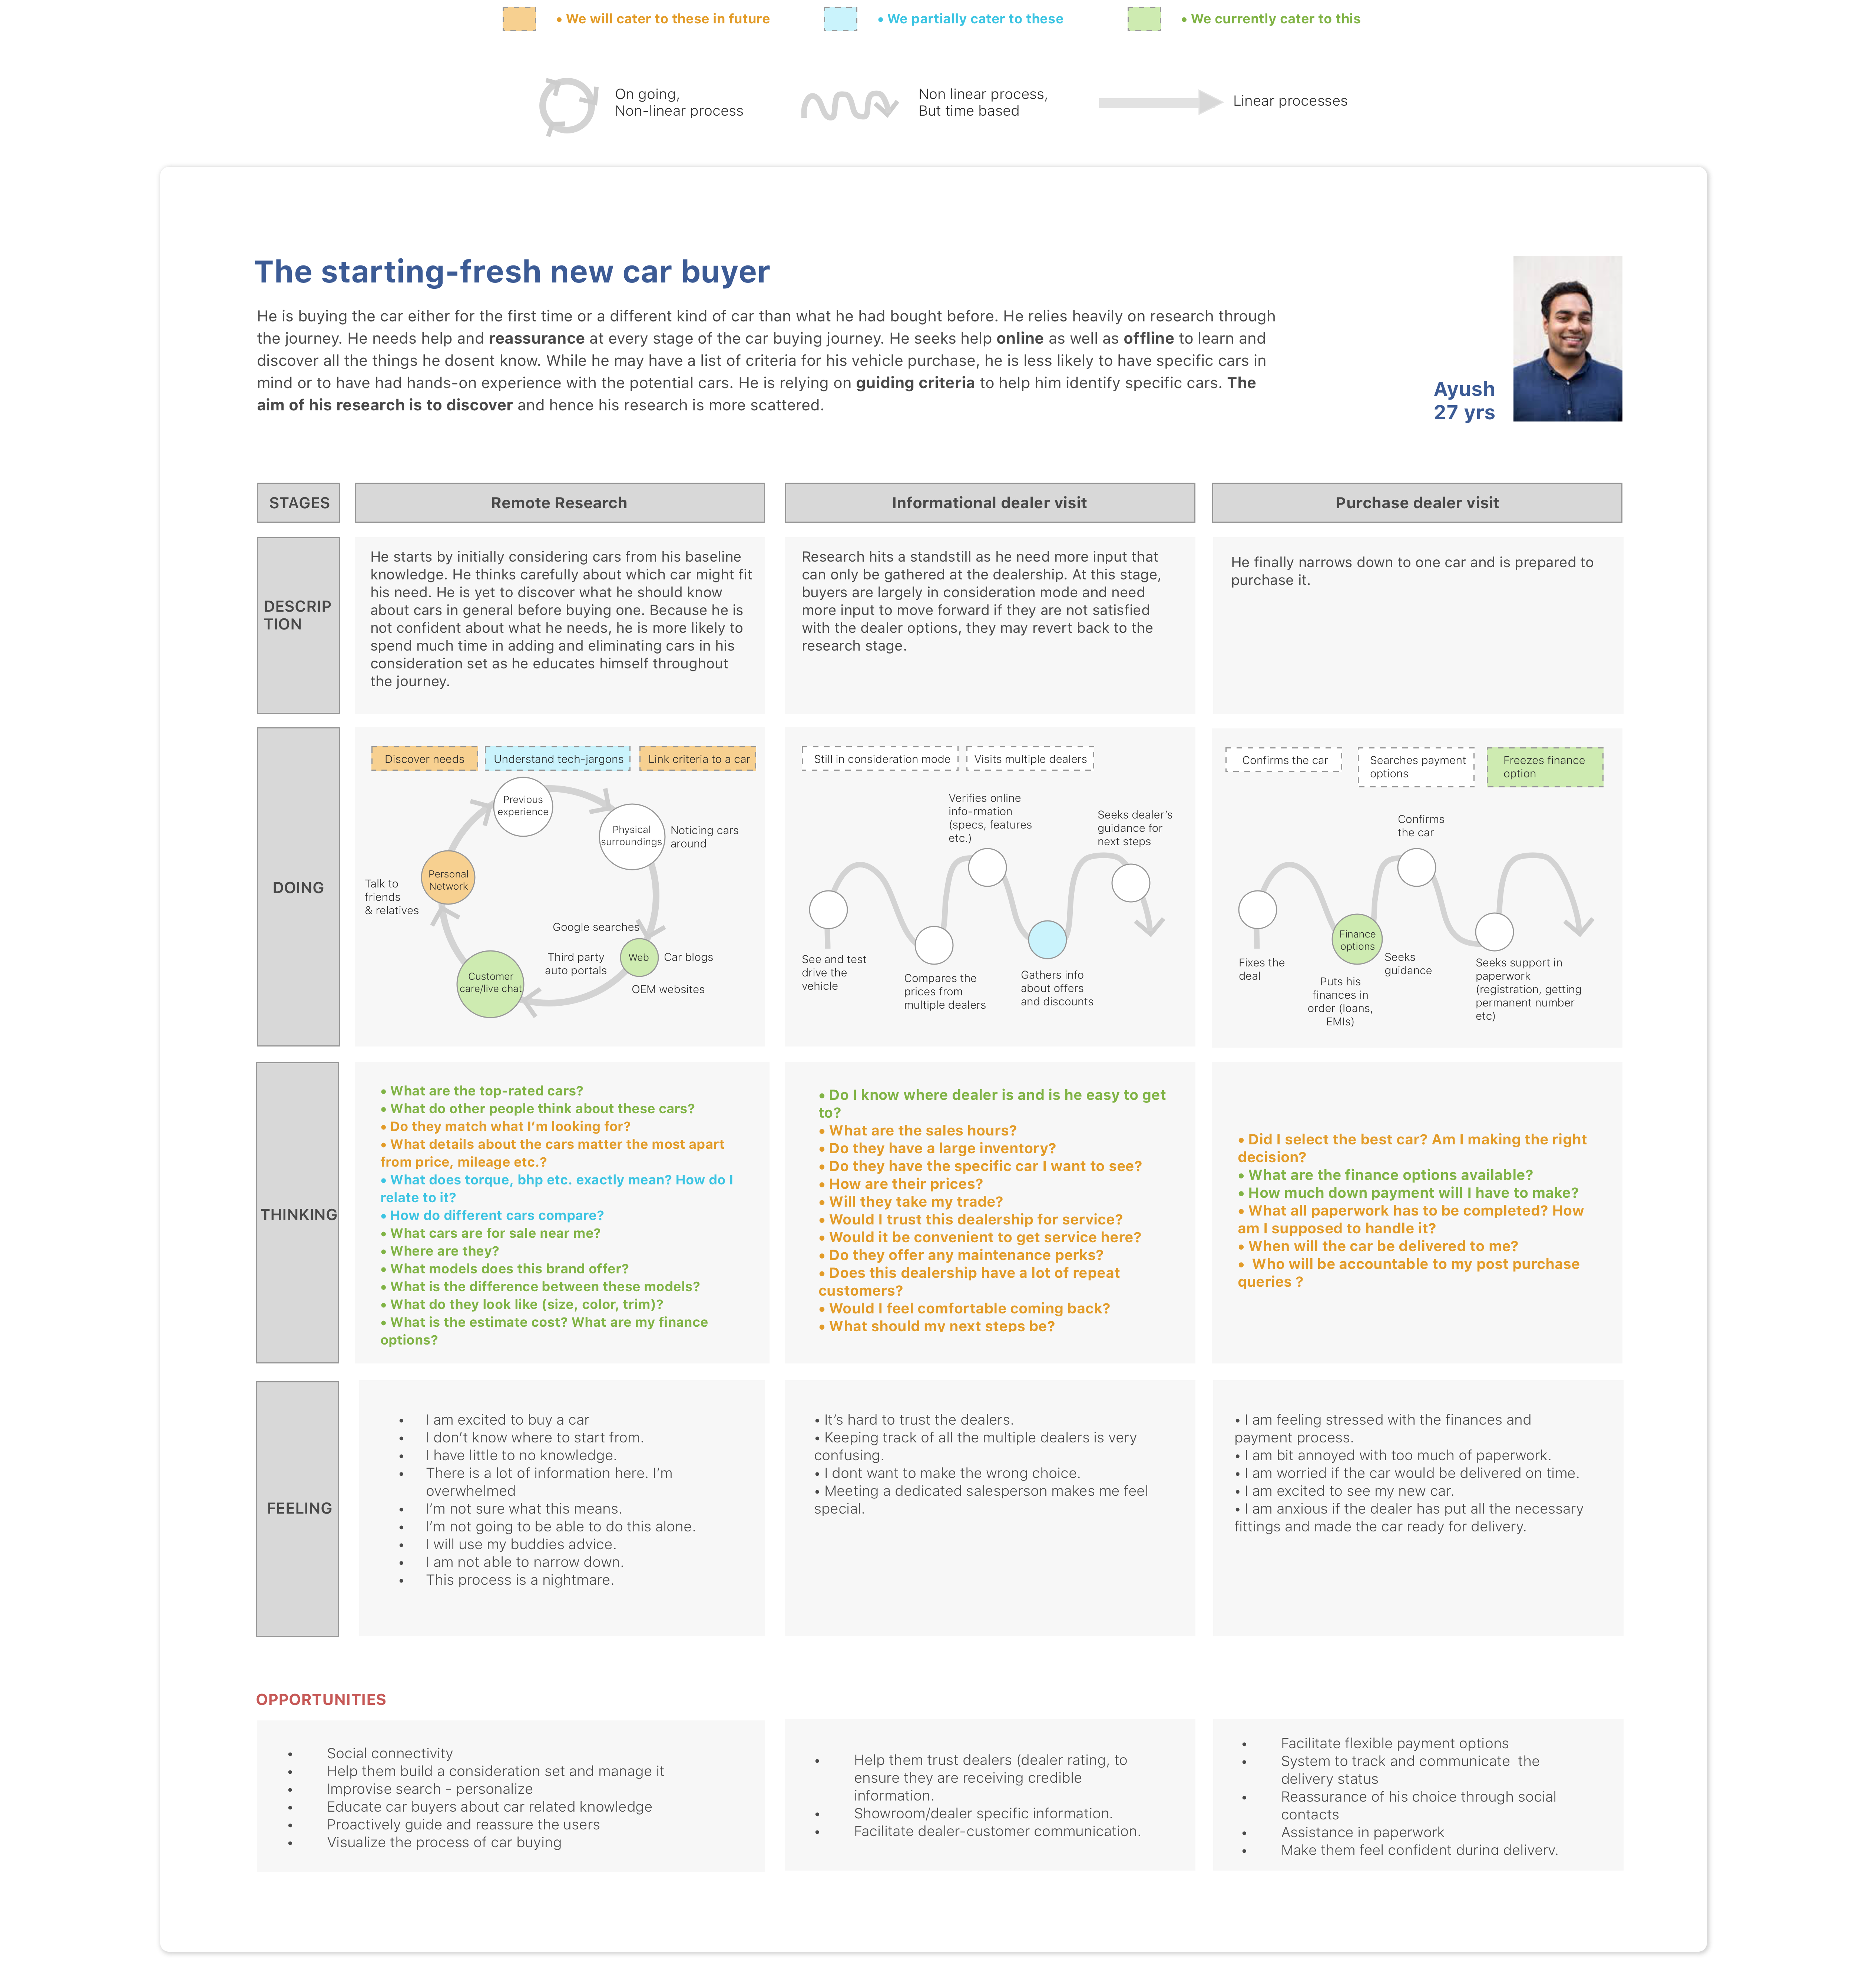 • We will cater to these in future
• We partially cater to these
• We currently cater to this
On going,
Non-linear process
Non linear process,
But time based
Linear processes
The starting-fresh new car buyer
He is buying the car either for the first time or a different kind of car than what he had bought before. He relies heavily on research through
the journey. He needs help and reassurance at every stage of the car buying journey. He seeks help online as well as offline to learn and
discover all the things he dosent know. While he may have a list of criteria for his vehicle purchase, he is less likely to have specific cars in
mind or to have had hands-on experience with the potential cars. He is relying on guiding criteria to help him identify specific cars. The
aim of his research is to discover and hence his research is more scattered.
Ayush
27 yrs
STAGES
Remote Research
Informational dealer visit
Purchase dealer visit
DESCRIP
TION
He starts by initially considering cars from his baseline
knowledge. He thinks carefully about which car might fit
his need. He is yet to discover what he should know
about cars in general before buying one. Because he is
not confident about what he needs, he is more likely to
spend much time in adding and eliminating cars in his
consideration set as he educates himself throughout
the journey.
Research hits a standstill as he need more input that
can only be gathered at the dealership. At this stage,
buyers are largely in consideration mode and need
more input to move forward if they are not satisfied
with the dealer options, they may revert back to the
research stage.
He finally narrows down to one car and is prepared to
purchase it.
DOING
Discover needs
Understand tech-jargons
Link criteria to a car
Previous
experience
Physical
surroundings
Noticing cars
around
Personal
Network
Talk to
friends
& relatives
Google searches
Third party
auto portals
Web
Car blogs
OEM websites
Customer
care/live chat
Still in consideration mode
Visits multiple dealers
Verifies online
info-rmation
(specs, features
etc.)
Seeks dealer's
guidance for
next steps
See and test
drive the
vehicle
Compares the
prices from
multiple dealers
Gathers info
about offers
and discounts
Confirms the car
Searches payment
options
Freezes finance
option
Confirms
the car
Fixes the
deal
Finance
options
Seeks
guidance
Puts his
finances in
order (loans,
EMIs)
Seeks support in
paperwork
(registration, getting
permanent number
etc)
THINKING
• What are the top-rated cars?
• What do other people think about these cars?
• Do they match what I'm looking for?
• What details about the cars matter the most apart
from price, mileage etc.?
• What does torque, bhp etc. exactly mean? How do I
relate to it?
• How do different cars compare?
• What cars are for sale near me?
• Where are they?
• What models does this brand offer?
• What is the difference between these models?
• What do they look like (size, color, trim)?
• What is the estimate cost? What are my finance
options?
• Do I know where dealer is and is he easy to get
to?
• What are the sales hours?
• Do they have a large inventory?
• Do they have the specific car I want to see?
• How are their prices?
• Will they take my trade?
• Would I trust this dealership for service?
• Would it be convenient to get service here?
• Do they offer any maintenance perks?
• Does this dealership have a lot of repeat
customers?
• Would I feel comfortable coming back?
• What should my next steps be?
• Did I select the best car? Am I making the right
decision?
• What are the finance options available?
• How much down payment will I have to make?
• What all paperwork has to be completed? How
am I supposed to handle it?
• When will the car be delivered to me?
• Who will be accountable to my post purchase
queries ?
FEELING
• I am excited to buy a car
• I don't know where to start from.
• I have little to no knowledge.
• There is a lot of information here. I'm
overwhelmed
• I'm not sure what this means.
• I'm not going to be able to do this alone.
• I will use my buddies advice.
• I am not able to narrow down.
• This process is a nightmare.
• It's hard to trust the dealers.
• Keeping track of all the multiple dealers is very
confusing.
• I dont want to make the wrong choice.
• Meeting a dedicated salesperson makes me feel
special.
• I am feeling stressed with the finances and
payment process.
• I am bit annoyed with too much of paperwork.
• I am worried if the car would be delivered on time.
• I am excited to see my new car.
• I am anxious if the dealer has put all the necessary
fittings and made the car ready for delivery.
OPPORTUNITIES
• Social connectivity
• Help them build a consideration set and manage it
• Improvise search - personalize
• Educate car buyers about car related knowledge
• Proactively guide and reassure the users
• Visualize the process of car buying
• Help them trust dealers (dealer rating, to
ensure they are receiving credible
information.
• Showroom/dealer specific information.
• Facilitate dealer-customer communication.
• Facilitate flexible payment options
• System to track and communicate the
delivery status
• Reassurance of his choice through social
contacts
• Assistance in paperwork
• Make them feel confident during delivery.